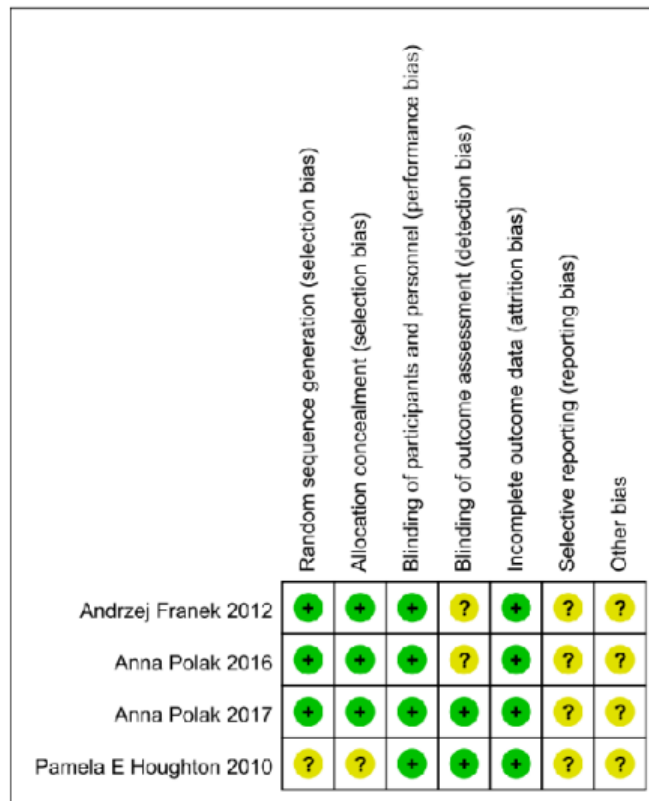 Random sequence generation (selection bias)
Allocation concealment (selection bias)
Blinding of participants and personnel (performance bias)
Blinding of outcome assessment (detection bias)
Incomplete outcome data (attrition bias)
Selective reporting (reporting bias)
Other bias
Andrzej Franek 2012 + + + ? + ? ?
Anna Polak 2016 + + + ? + ? ?
Anna Polak 2017 + + + + + ? ?
Pamela E Houghton 2010 ? ? + + + ? ?